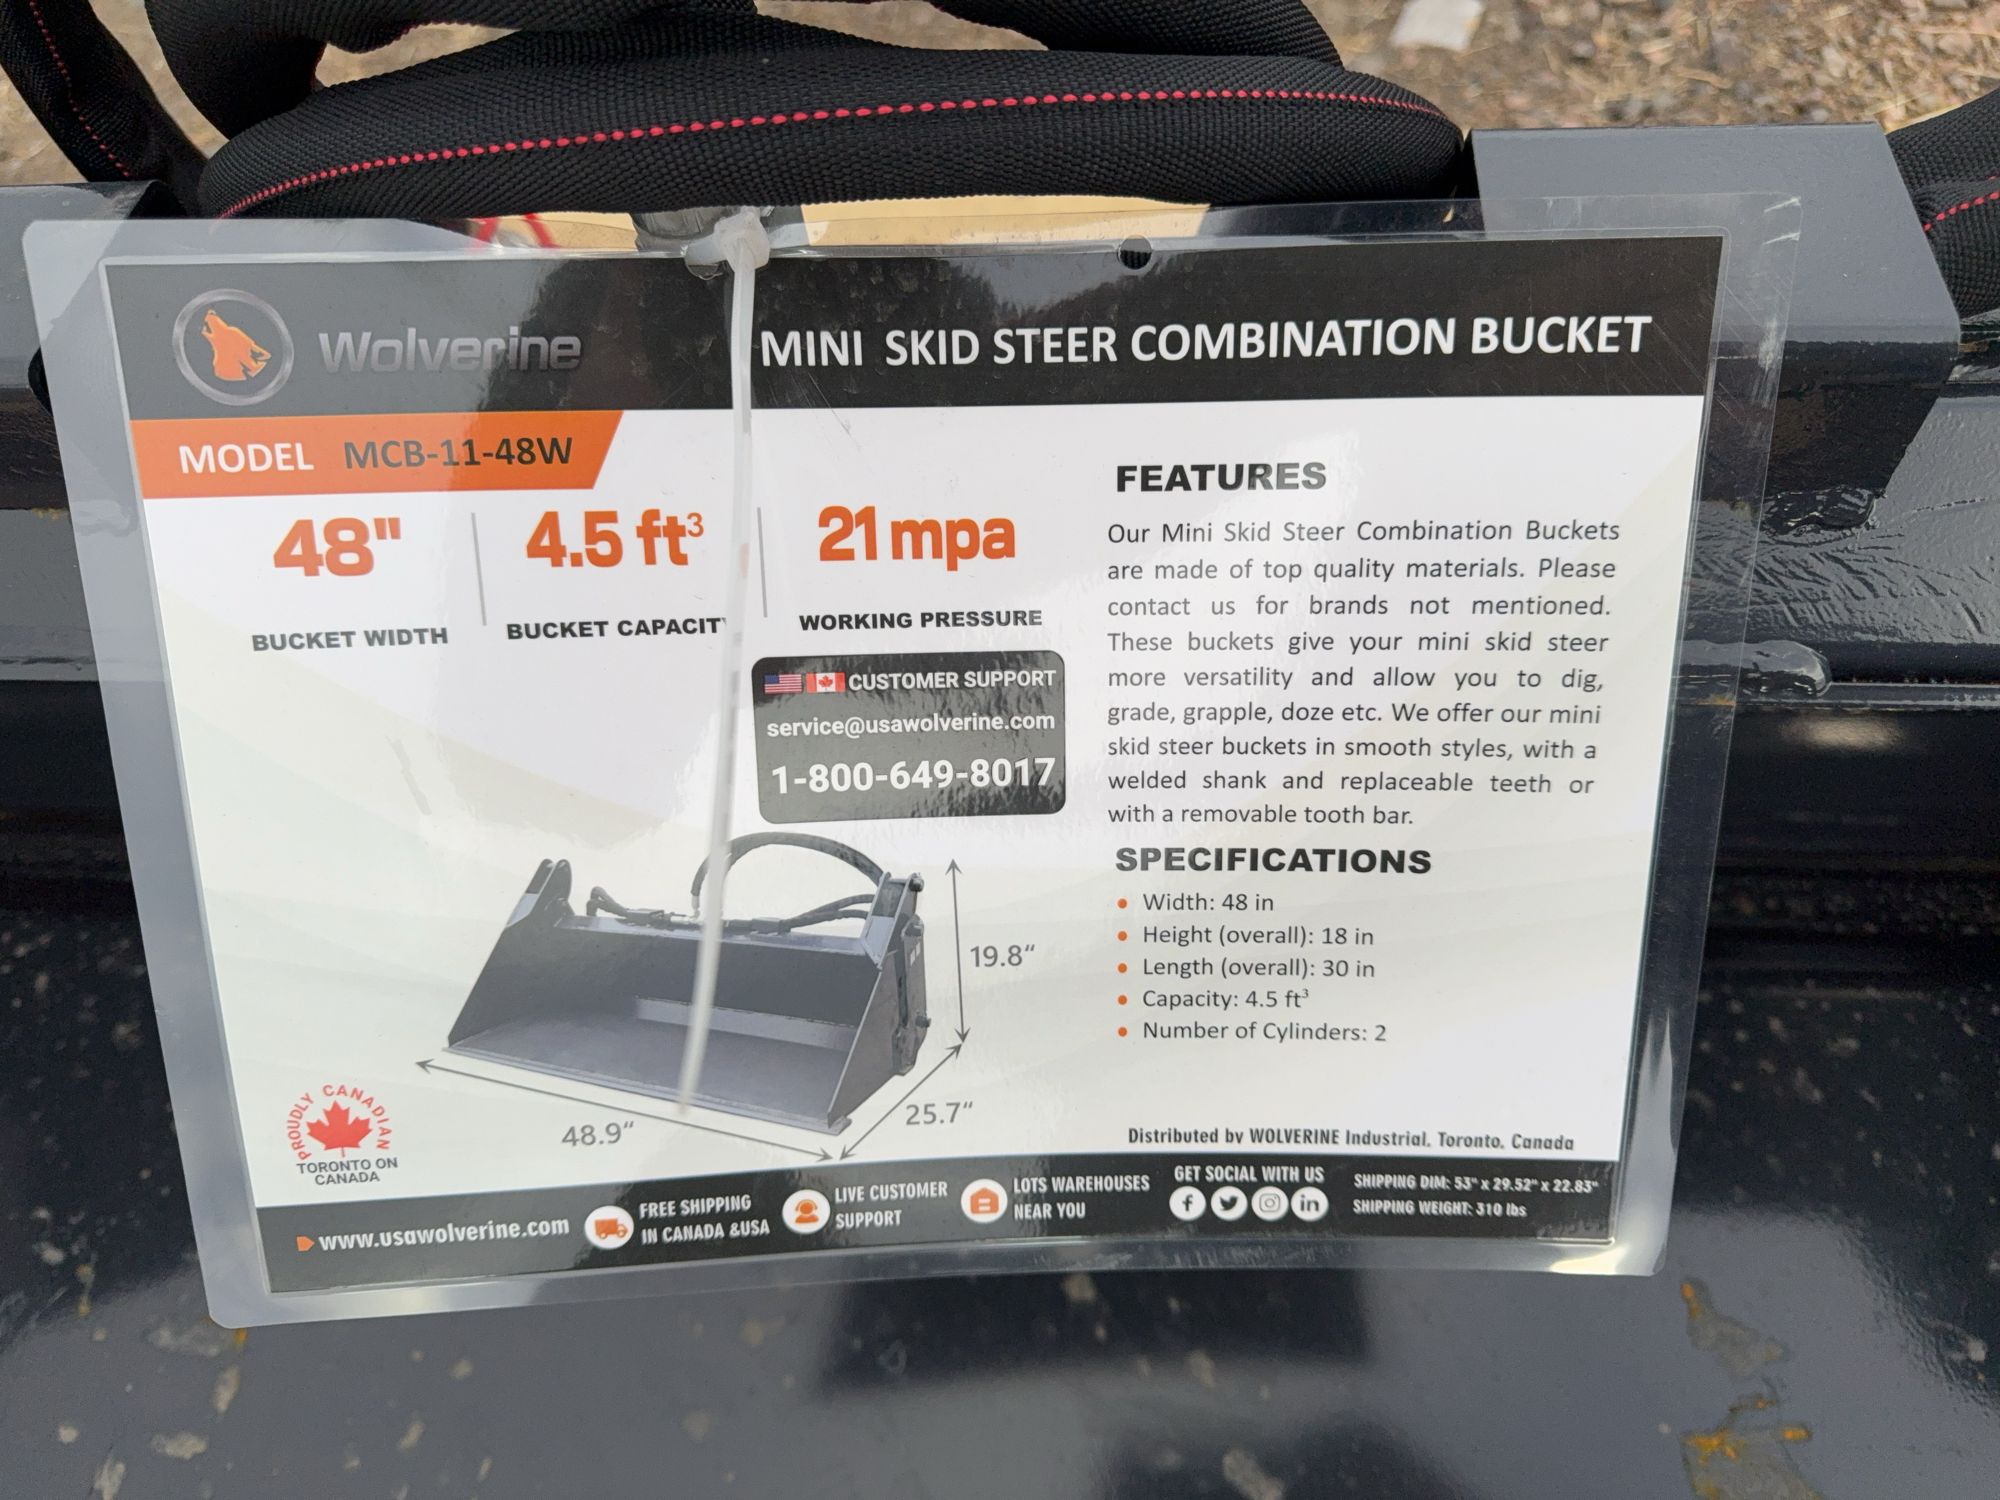 Wolverine
MINI SKID STEER COMBINATION BUCKET
MODEL MCB-11-48W
48"
BUCKET WIDTH
4.5 ft³
BUCKET CAPACIT
21 mpa
WORKING PRESSURE
CUSTOMER SUPPORT
service@usawolverine.com
1-800-649-8017
FEATURES
Our Mini Skid Steer Combination Buckets
are made of top quality materials. Please
contact us for brands not mentioned.
These buckets give your mini skid steer
more versatility and allow you to dig,
grade, grapple, doze etc. We offer our mini
skid steer buckets in smooth styles, with a
welded shank and replaceable teeth or
with a removable tooth bar.
SPECIFICATIONS
• Width: 48 in
• Height (overall): 18 in
• Length (overall): 30 in
• Capacity: 4.5 ft³
• Number of Cylinders: 2
19.8"
25.7"
48.9"
PROUDLY CANADIAN
TORONTO ON
CANADA
Distributed by WOLVERINE Industrial, Toronto, Canada
www.usawolverine.com
FREE SHIPPING
IN CANADA &USA
LIVE CUSTOMER
SUPPORT
LOTS WAREHOUSES
NEAR YOU
GET SOCIAL WITH US
SHIPPING DIM: 53" x 29.52" x 22.83"
SHIPPING WEIGHT: 310 lbs